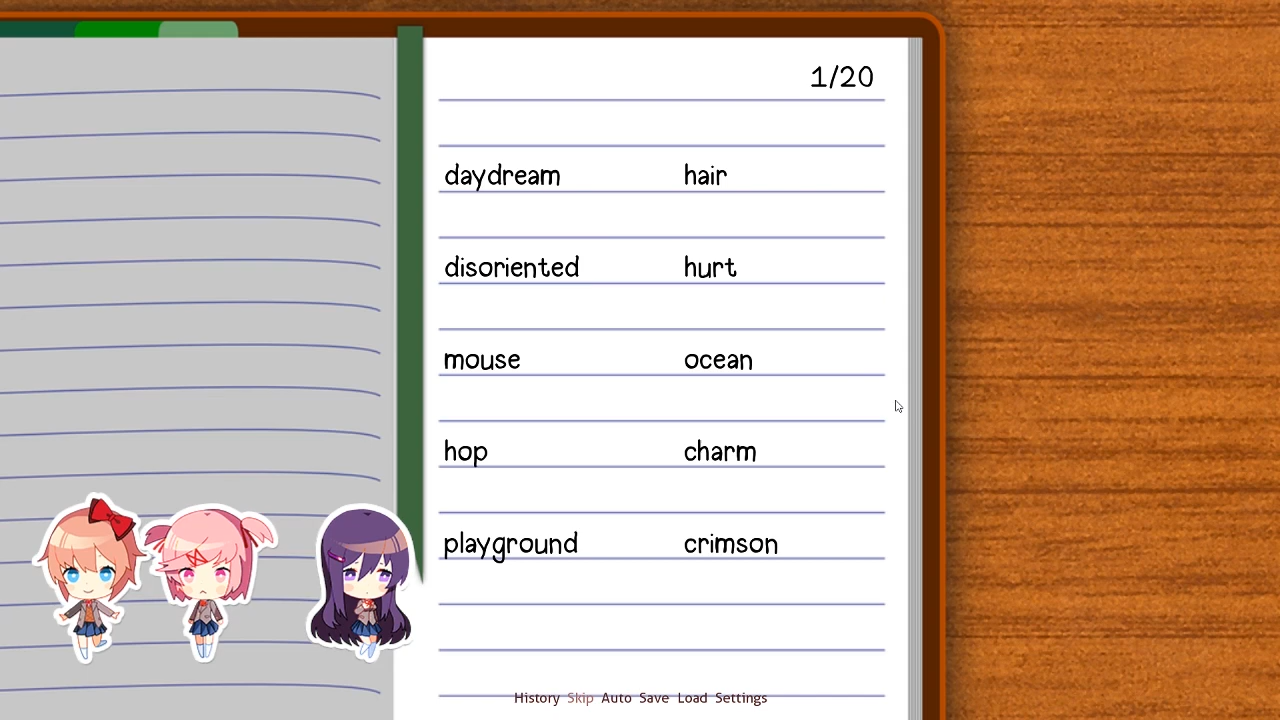 1/20
daydream hair
disoriented hurt
mouse ocean
hop charm
playground crimson
History Skip Auto Save Load Settings